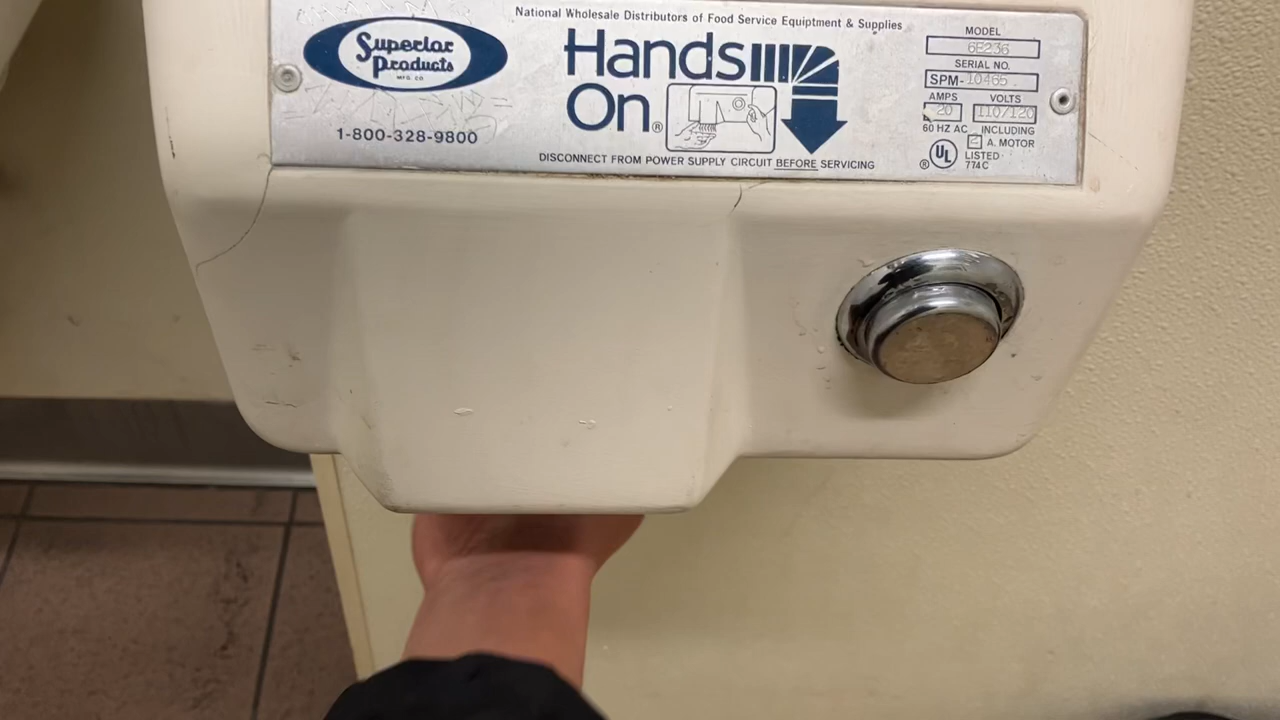 National Wholesale Distributors of Food Service Equiptment & Supplies
Superior
Products
MFG. CO
1-800-328-9800
Hands
On®
DISCONNECT FROM POWER SUPPLY CIRCUIT BEFORE SERVICING
MODEL
6E236
SERIAL NO.
SPM-10465
AMPS VOLTS
20 110/120
60 HZ AC INCLUDING
2 A. MOTOR
® UL LISTED
774C